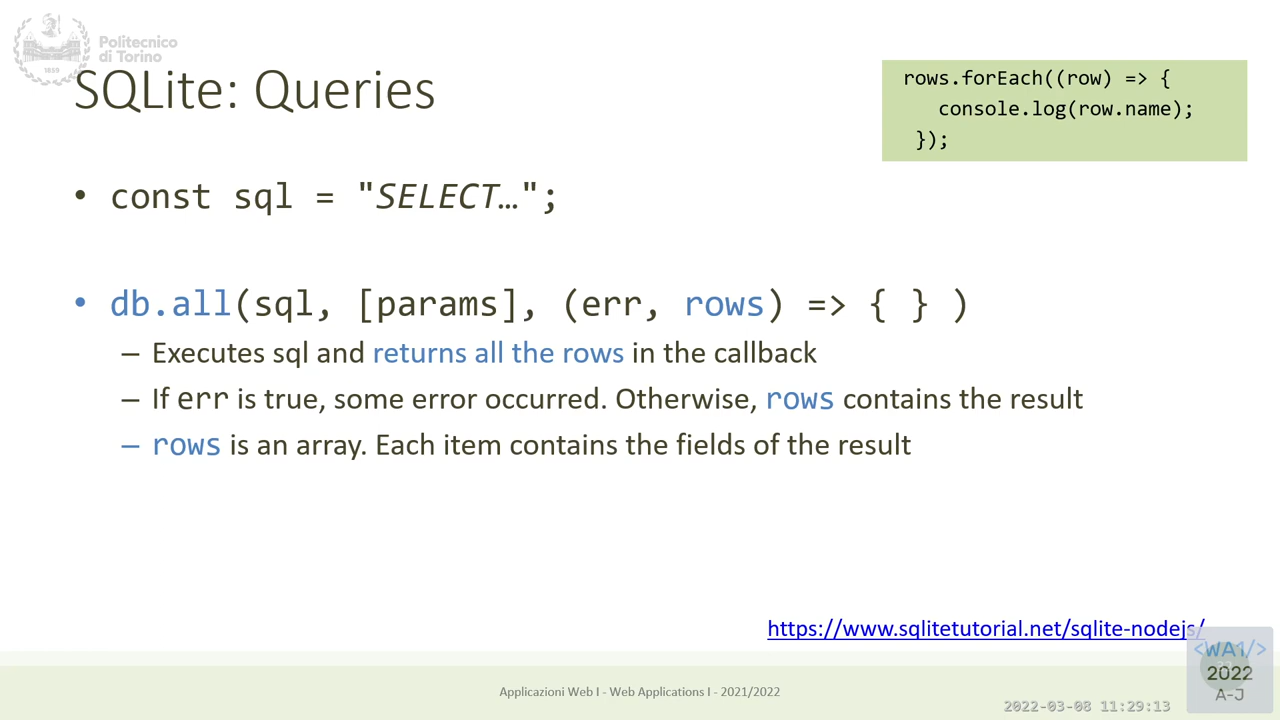 Politecnico
di Torino
1859
SQLite: Queries
rows.forEach((row) => {
console.log(row.name);
});
• const sql = "SELECT…";
• db.all(sql, [params], (err, rows) => { } )
– Executes sql and returns all the rows in the callback
– If err is true, some error occurred. Otherwise, rows contains the result
– rows is an array. Each item contains the fields of the result
https://www.sqlitetutorial.net/sqlite-nodejs/
<WA1/>
2022
A-J
Applicazioni Web I - Web Applications I - 2021/2022
2022-03-08 11:29:13